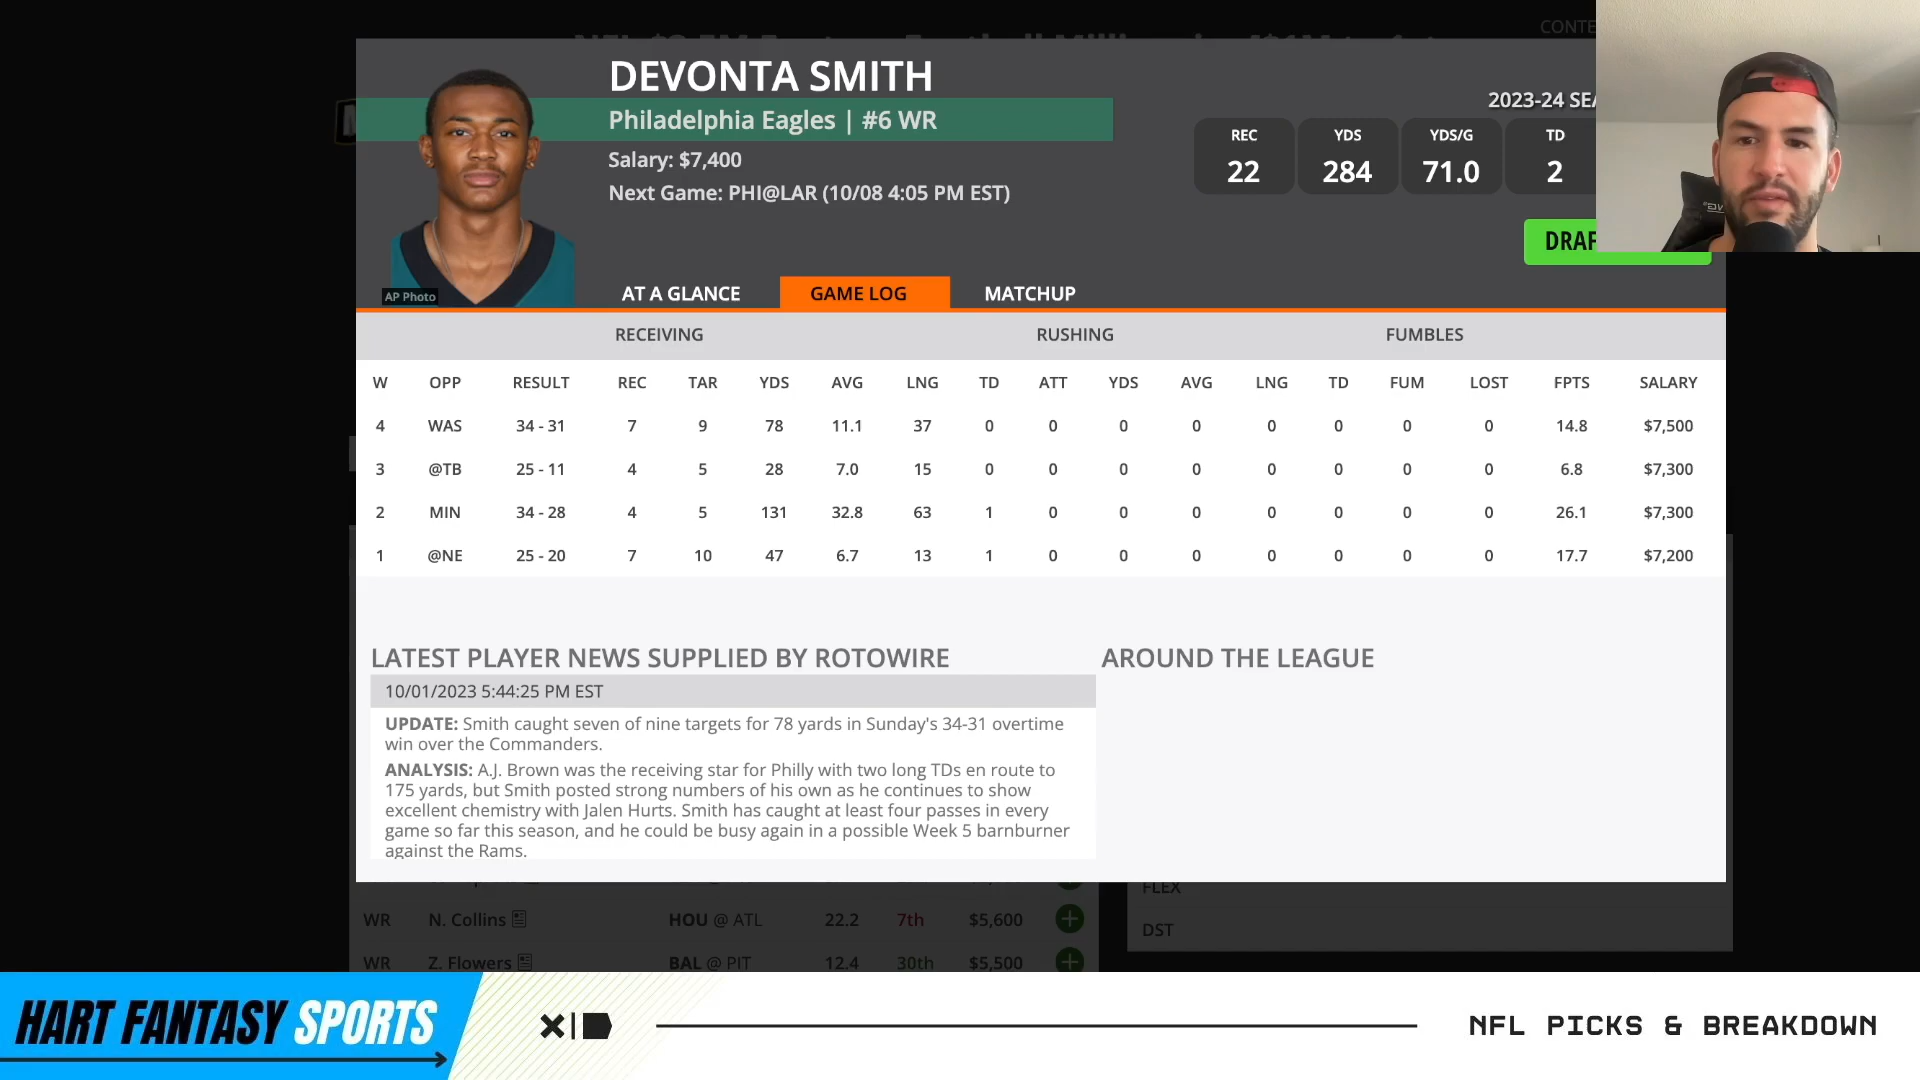 CONTE
DEVONTA SMITH
Philadelphia Eagles | #6 WR
Salary: $7,400
Next Game: PHI@LAR (10/08 4:05 PM EST)
2023-24 SEA
REC YDS YDS/G TD
22 284 71.0 2
DRAF
AP Photo
AT A GLANCE GAME LOG MATCHUP
RECEIVING RUSHING FUMBLES
W OPP RESULT REC TAR YDS AVG LNG TD ATT YDS AVG LNG TD FUM LOST FPTS SALARY
4 WAS 34 - 31 7 9 78 11.1 37 0 0 0 0 0 0 0 0 14.8 $7,500
3 @TB 25 - 11 4 5 28 7.0 15 0 0 0 0 0 0 0 0 6.8 $7,300
2 MIN 34 - 28 4 5 131 32.8 63 1 0 0 0 0 0 0 0 26.1 $7,300
1 @NE 25 - 20 7 10 47 6.7 13 1 0 0 0 0 0 0 0 17.7 $7,200
LATEST PLAYER NEWS SUPPLIED BY ROTOWIRE
AROUND THE LEAGUE
10/01/2023 5:44:25 PM EST
UPDATE: Smith caught seven of nine targets for 78 yards in Sunday's 34-31 overtime
win over the Commanders.
ANALYSIS: A.J. Brown was the receiving star for Philly with two long TDs en route to
175 yards, but Smith posted strong numbers of his own as he continues to show
excellent chemistry with Jalen Hurts. Smith has caught at least four passes in every
game so far this season, and he could be busy again in a possible Week 5 barnburner
against the Rams.
FLEX
WR N. Collins HOU @ ATL 22.2 7th $5,600
DST
WR Z. Flowers BAL @ PIT 12.4 30th $5,500
HART FANTASY SPORTS
NFL PICKS & BREAKDOWN